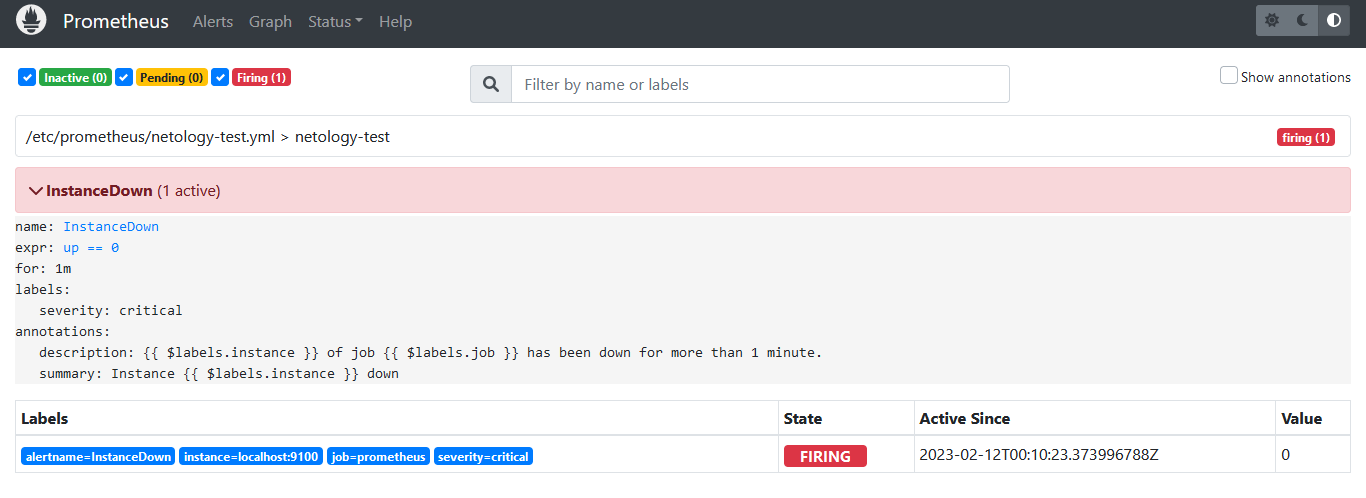 Prometheus Alerts Graph Status Help
Inactive (0) Pending (0) Firing (1) Filter by name or labels Show annotations
/etc/prometheus/netology-test.yml > netology-test firing (1)
InstanceDown (1 active)
name: InstanceDown
expr: up == 0
for: 1m
labels:
severity: critical
annotations:
description: {{ $labels.instance }} of job {{ $labels.job }} has been down for more than 1 minute.
summary: Instance {{ $labels.instance }} down
Labels State Active Since Value
alertname=InstanceDown instance=localhost:9100 job=prometheus severity=critical FIRING 2023-02-12T00:10:23.373996788Z 0